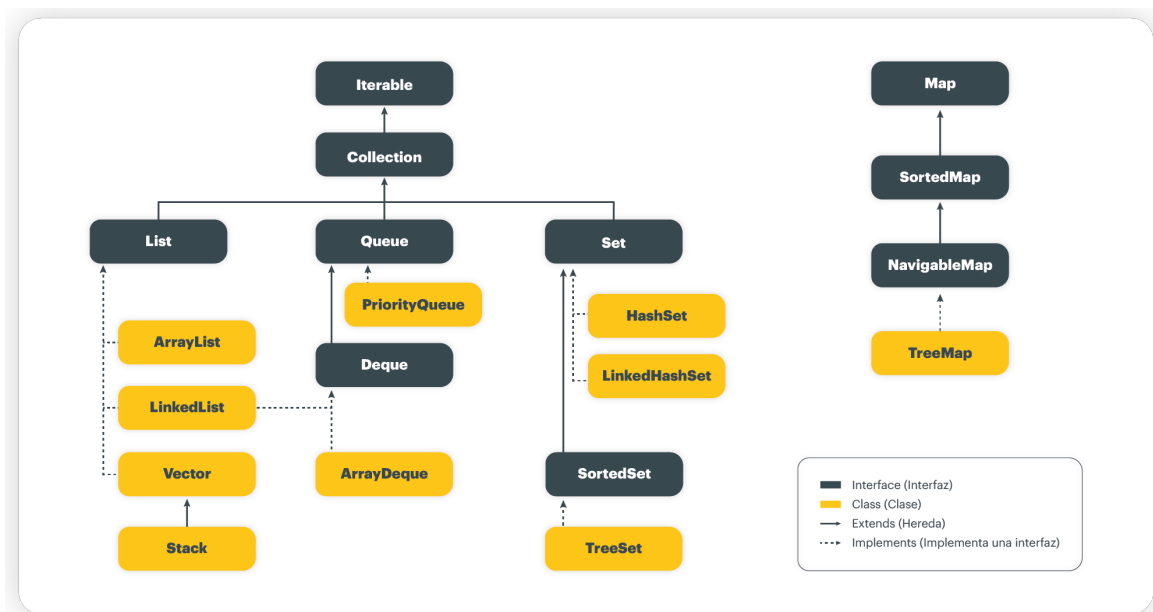 Iterable
Map
Collection
SortedMap
List
Queue
Set
NavigableMap
PriorityQueue
HashSet
ArrayList
TreeMap
Deque
LinkedHashSet
LinkedList
Vector
ArrayDeque
SortedSet
Stack
TreeSet
Interface (Interfaz)
Class (Clase)
Extends (Hereda)
Implements (Implementa una interfaz)